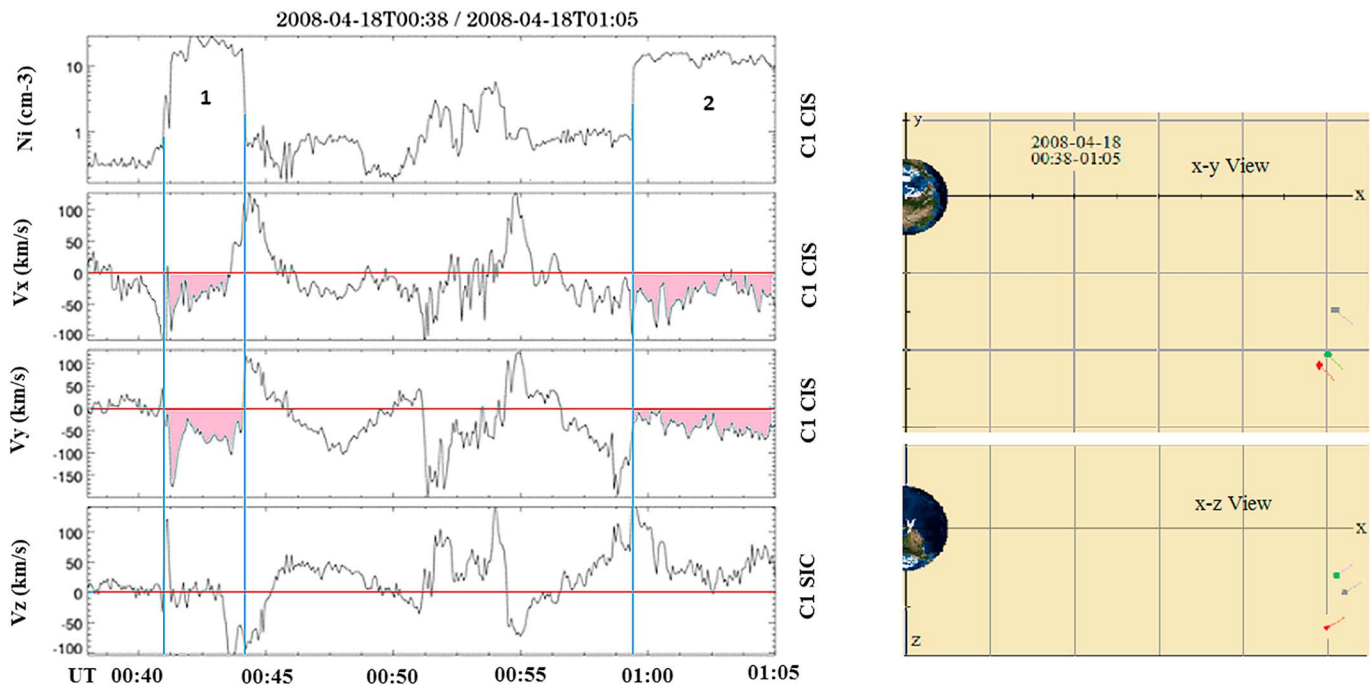 2008-04-18T00:38 / 2008-04-18T01:05
Ni (cm-3)
10
1
1
2
C1 CIS
Vx (km/s)
100
50
0
-50
-100
C1 CIS
Vy (km/s)
100
50
0
-50
-100
-150
C1 CIS
Vz (km/s)
100
50
0
-50
-100
C1 SIC
UT 00:40 00:45 00:50 00:55 01:00 01:05
y
2008-04-18
00:38-01:05
x-y View
x
x-z View
Y
x
z